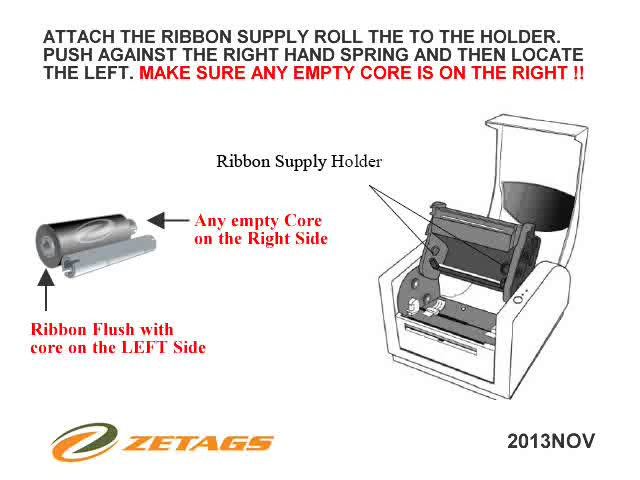 ATTACH THE RIBBON SUPPLY ROLL THE TO THE HOLDER.
PUSH AGAINST THE RIGHT HAND SPRING AND THEN LOCATE
THE LEFT. MAKE SURE ANY EMPTY CORE IS ON THE RIGHT !!
Ribbon Supply Holder
Any empty Core
on the Right Side
Ribbon Flush with
core on the LEFT Side
ZETAGS
2013NOV